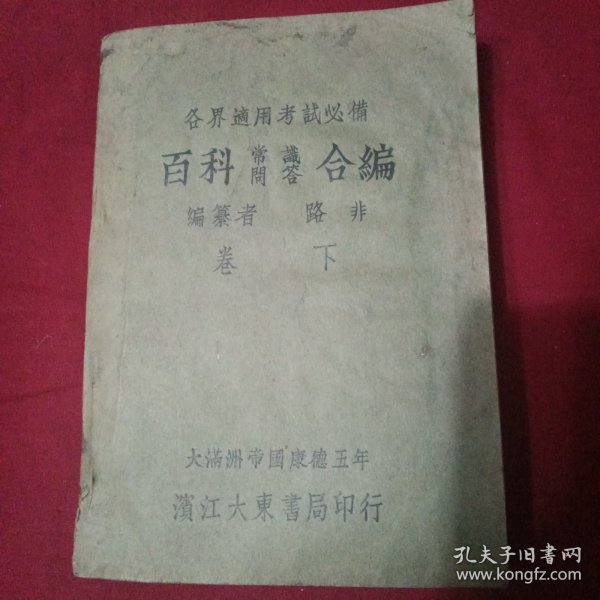 各界適用考試必備
百科常識問答合編
編纂者 路非
卷 下
大滿洲帝國康德五年
濱江大東書局印行
孔夫子旧书网
www.kongfz.com